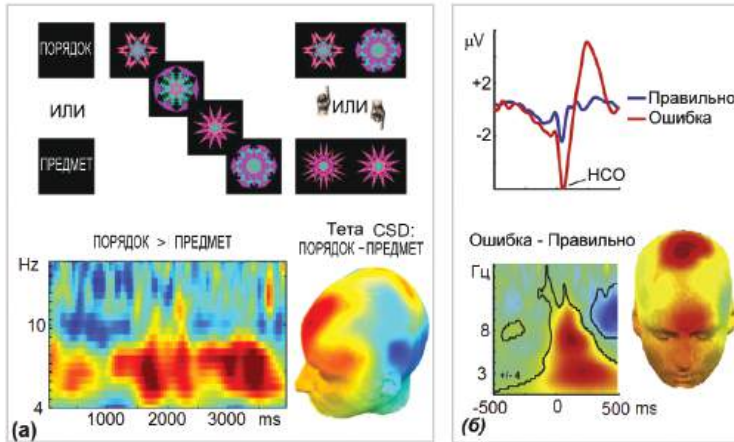 ПОРЯДОК
ИЛИ
ПРЕДМЕТ
ИЛИ
ПОРЯДОК > ПРЕДМЕТ
Hz
10
4
1000 2000 3000 ms
Тета CSD:
ПОРЯДОК - ПРЕДМЕТ
(а)
μV
+2
-2
Правильно
Ошибка
НСО
Ошибка - Правильно
Гц
8
3
+/- 4
-500 0 500 ms
(б)